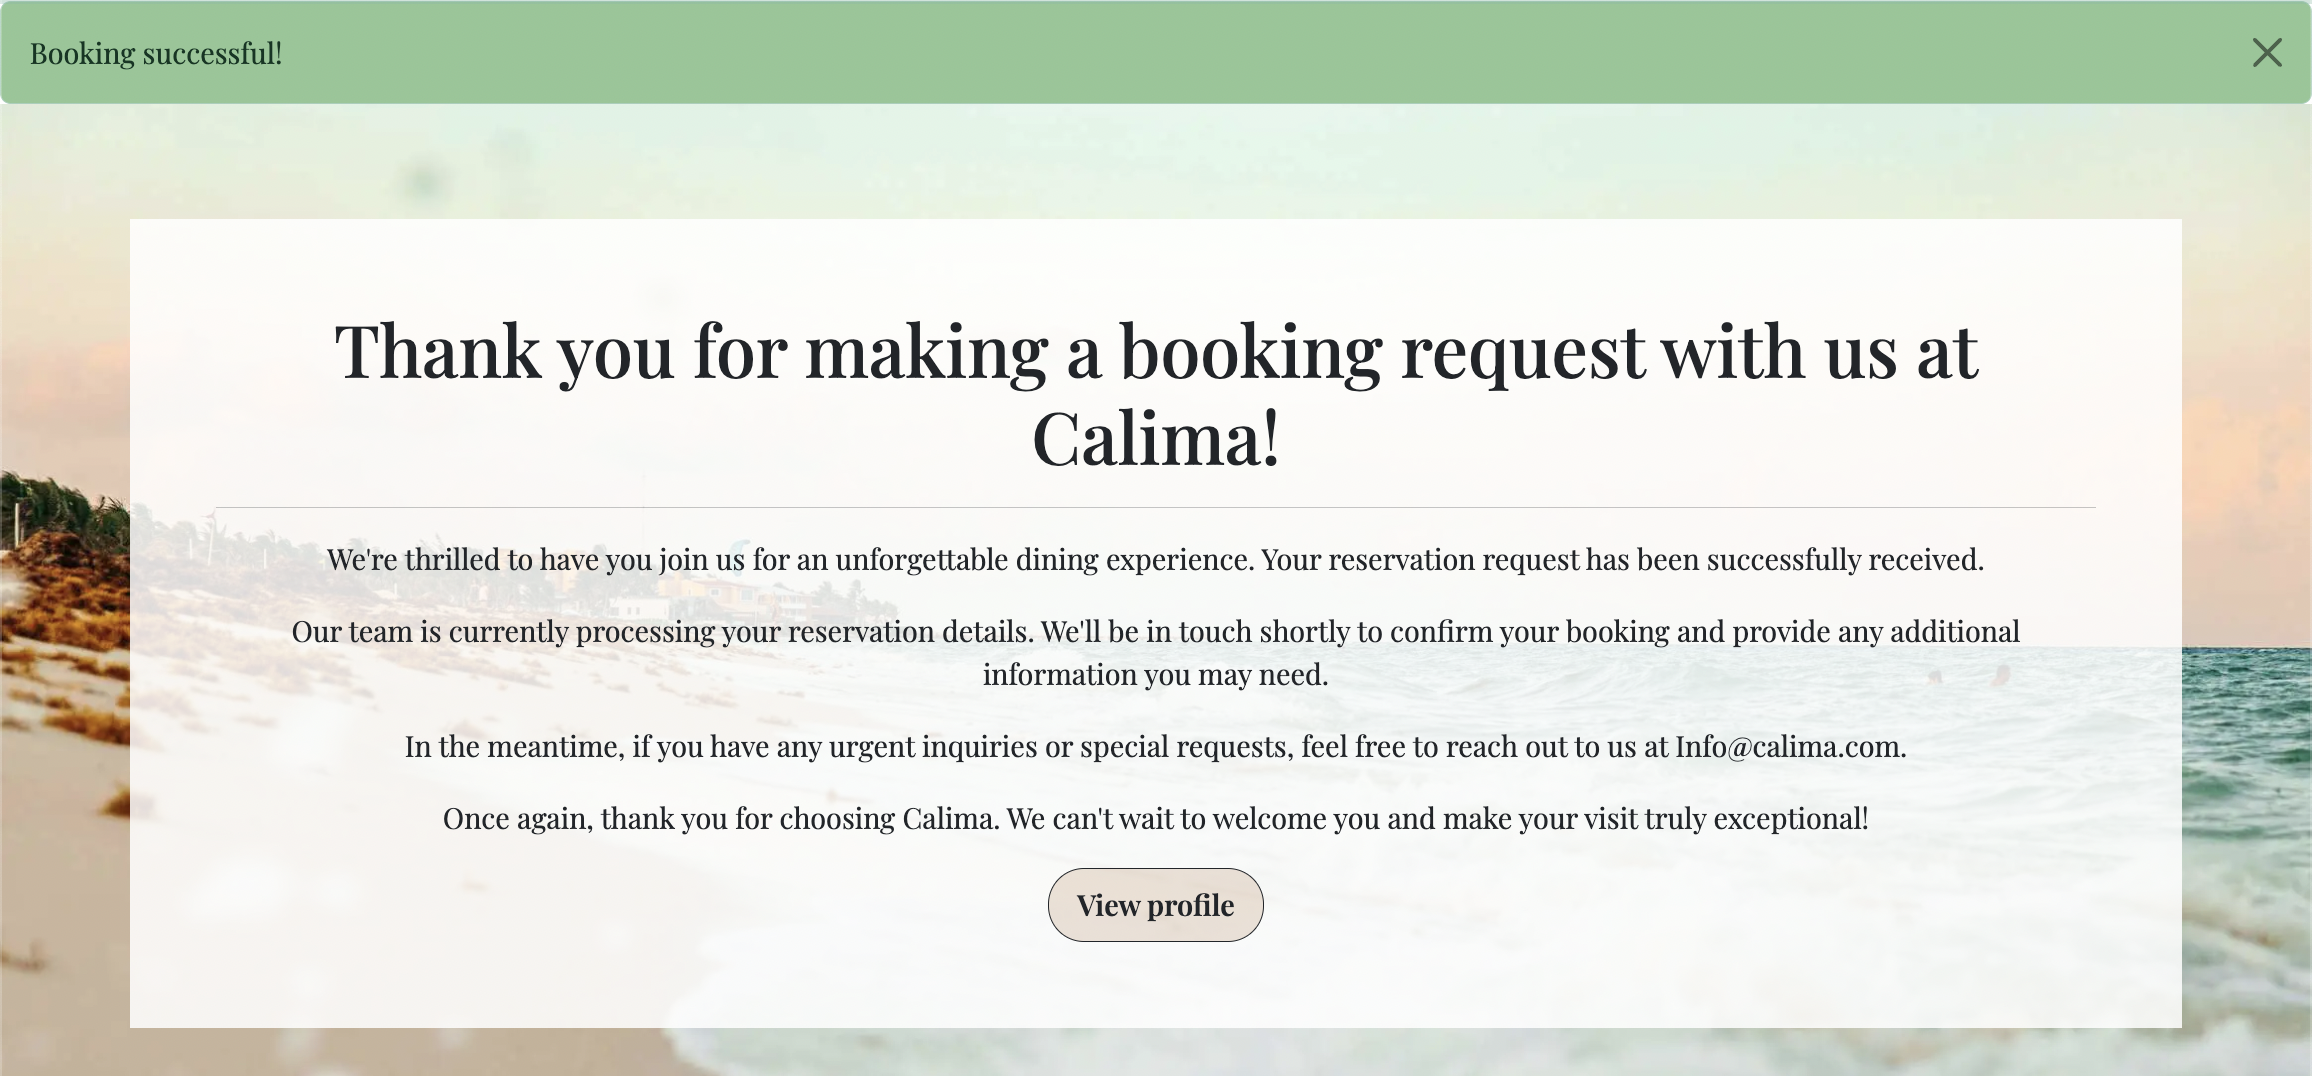 Booking successful!
Thank you for making a booking request with us at
Calima!
We're thrilled to have you join us for an unforgettable dining experience. Your reservation request has been successfully received.
Our team is currently processing your reservation details. We'll be in touch shortly to confirm your booking and provide any additional
information you may need.
In the meantime, if you have any urgent inquiries or special requests, feel free to reach out to us at Info@calima.com.
Once again, thank you for choosing Calima. We can't wait to welcome you and make your visit truly exceptional!
View profile